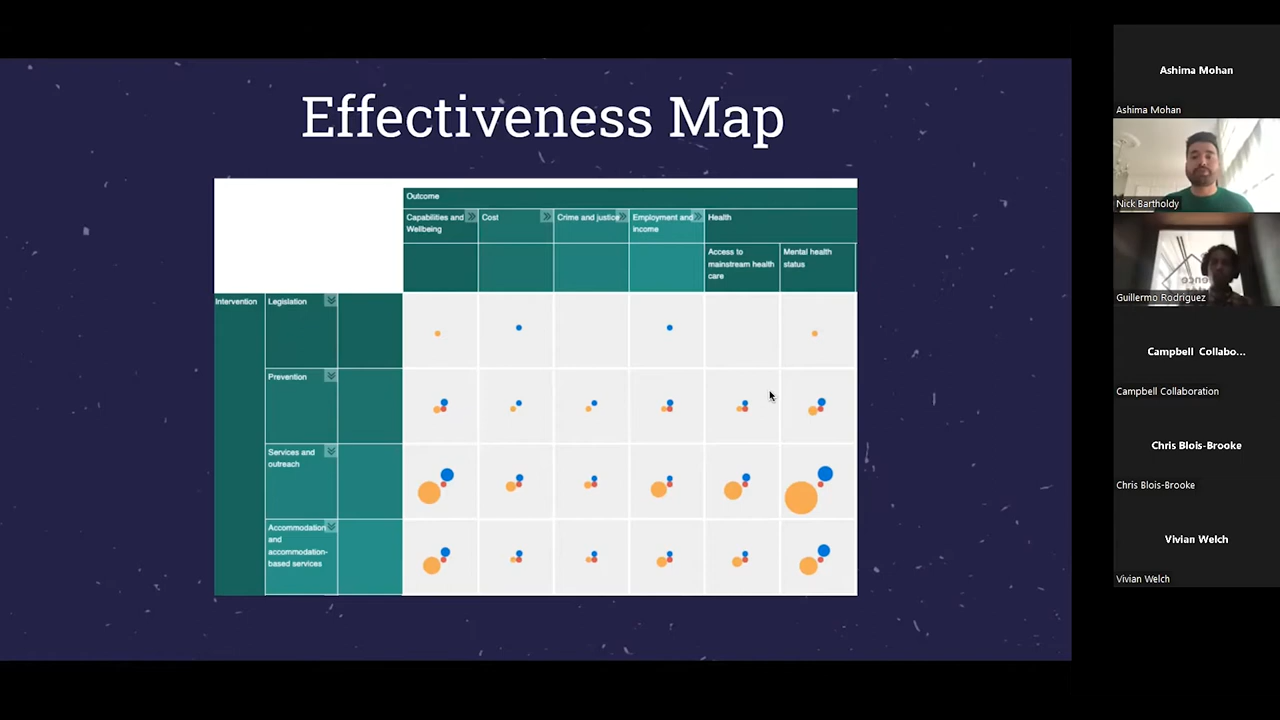 Effectiveness Map
Outcome
Capabilities and
Wellbeing
Cost
Crime and justice
Employment and
income
Health
Access to
mainstream health
care
Mental health
status
Intervention
Legislation
Prevention
Services and
outreach
Accommodation
and
accommodation-
based services
Ashima Mohan
Ashima Mohan
Nick Bartholdy
Guillermo Rodriguez
Campbell Collabo...
Campbell Collaboration
Chris Blois-Brooke
Chris Blois-Brooke
Vivian Welch
Vivian Welch